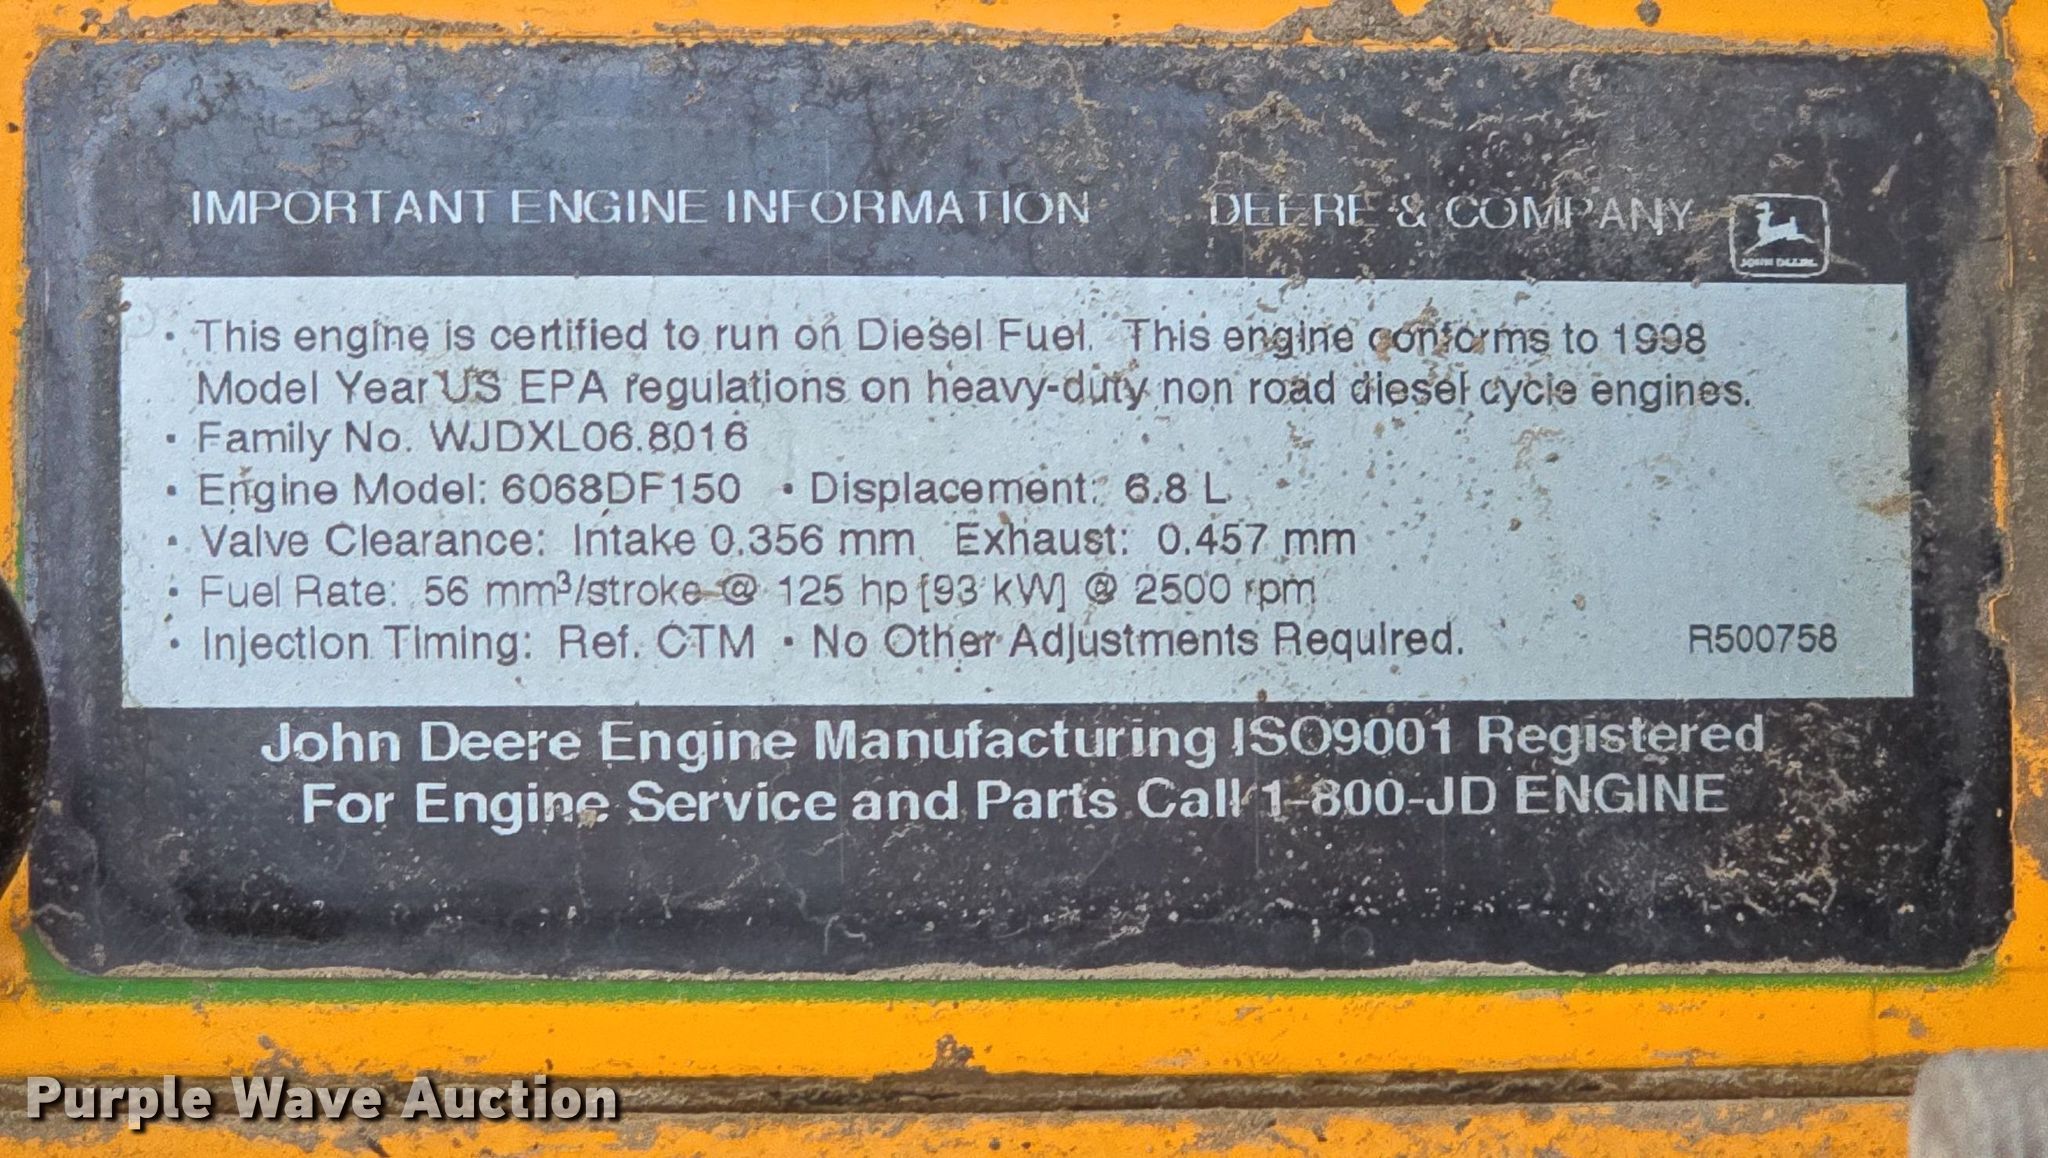 IMPORTANT ENGINE INFORMATION DEERE & COMPANY
JOHN DEERE
• This engine is certified to run on Diesel Fuel. This engine conforms to 1998
Model Year US EPA regulations on heavy-duty non road diesel cycle engines.
• Family No. WJDXL06.8016
• Engine Model: 6068DF150 • Displacement: 6.8 L
• Valve Clearance: Intake 0.356 mm Exhaust: 0.457 mm
• Fuel Rate: 56 mm³/stroke @ 125 hp [93 kW] @ 2500 rpm
• Injection Timing: Ref. CTM • No Other Adjustments Required. R500758
John Deere Engine Manufacturing ISO9001 Registered
For Engine Service and Parts Call 1-800-JD ENGINE
Purple Wave Auction